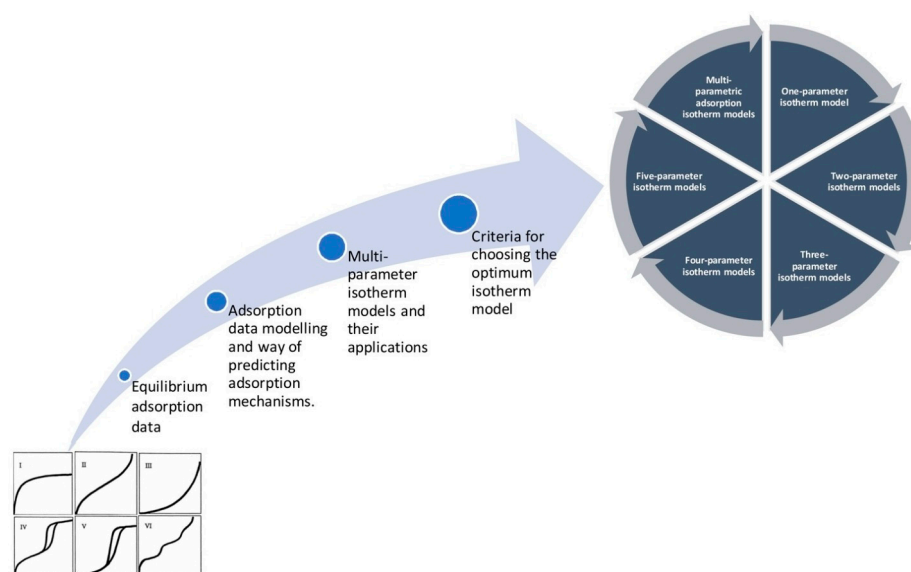 Multi-
parametric
adsorption
isotherm models
One-parameter
isotherm model
Five-parameter
isotherm models
Two-parameter
isotherm models
Four-parameter
isotherm models
Three-
parameter
isotherm models
Criteria for
choosing the
optimum
isotherm
model
Multi-
parameter
isotherm
models and
their
applications
Adsorption
data modelling
and way of
predicting
adsorption
mechanisms.
Equilibrium
adsorption
data
I
II
III
IV
V
VI